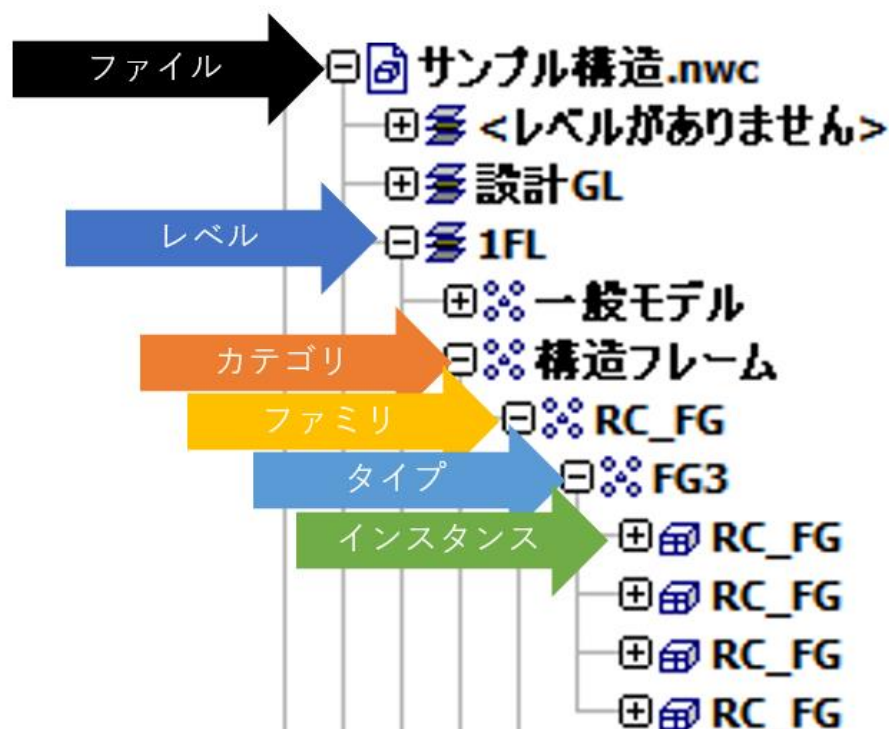 ファイル サンプル構造.nwc
<レベルがありません>
設計GL
レベル 1FL
一般モデル
カテゴリ 構造フレーム
ファミリ RC_FG
タイプ FG3
インスタンス RC_FG
RC_FG
RC_FG
RC_FG